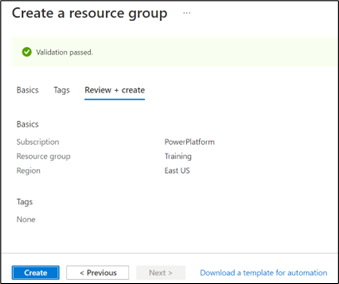 Create a resource group ...
Validation passed.
Basics Tags Review + create
Basics
Subscription PowerPlatform
Resource group Training
Region East US
Tags
None
Create < Previous Next > Download a template for automation